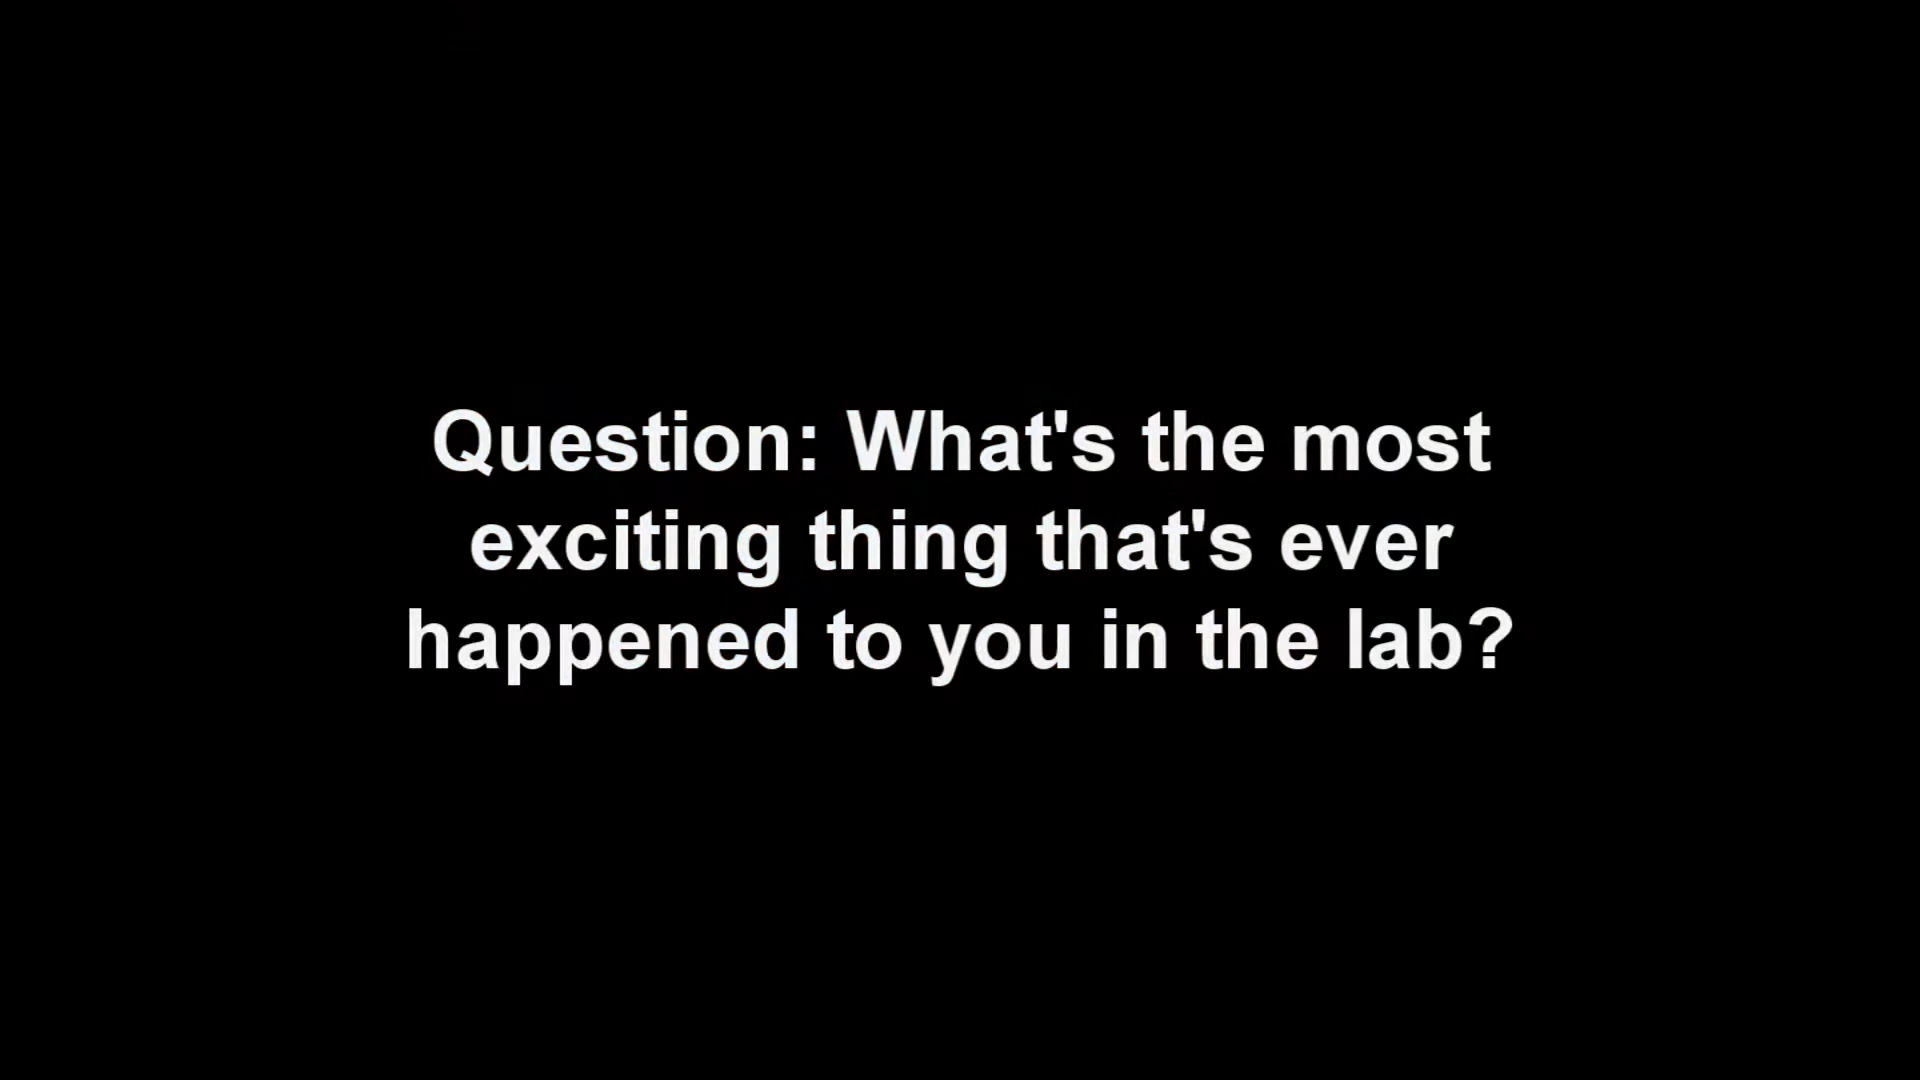 Question: What's the most
exciting thing that's ever
happened to you in the lab?